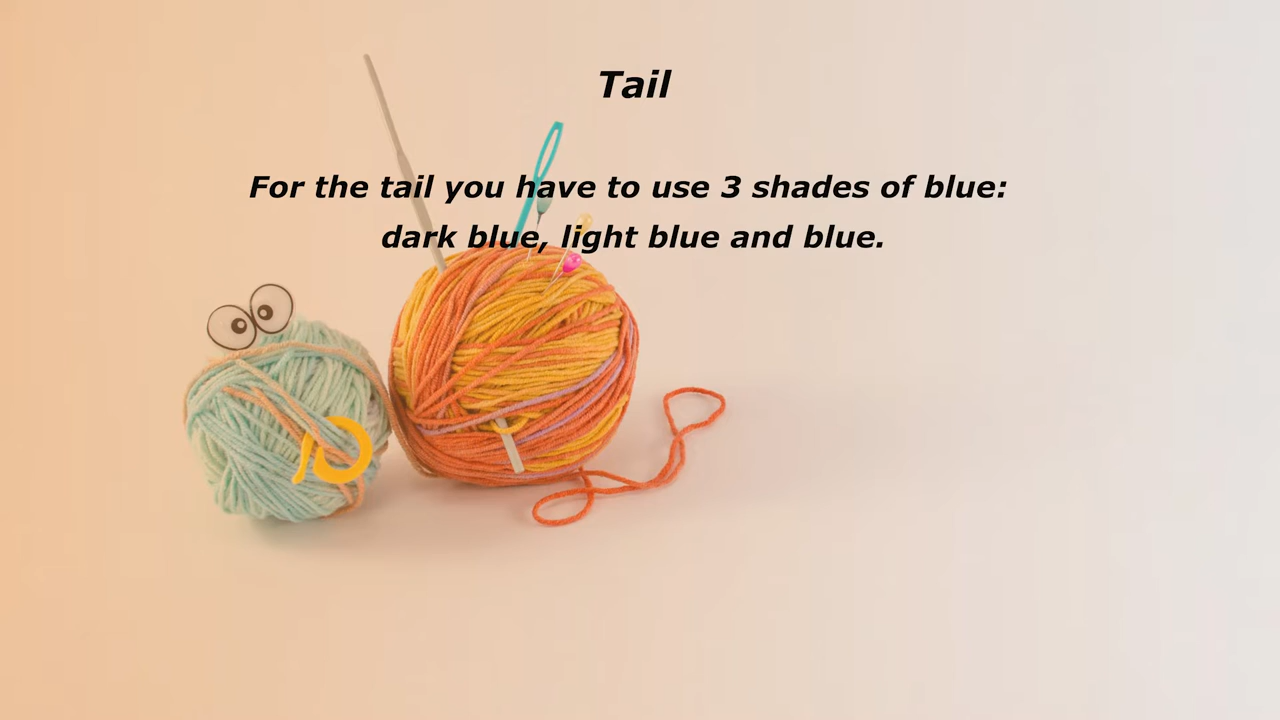 Tail
For the tail you have to use 3 shades of blue:
dark blue, light blue and blue.